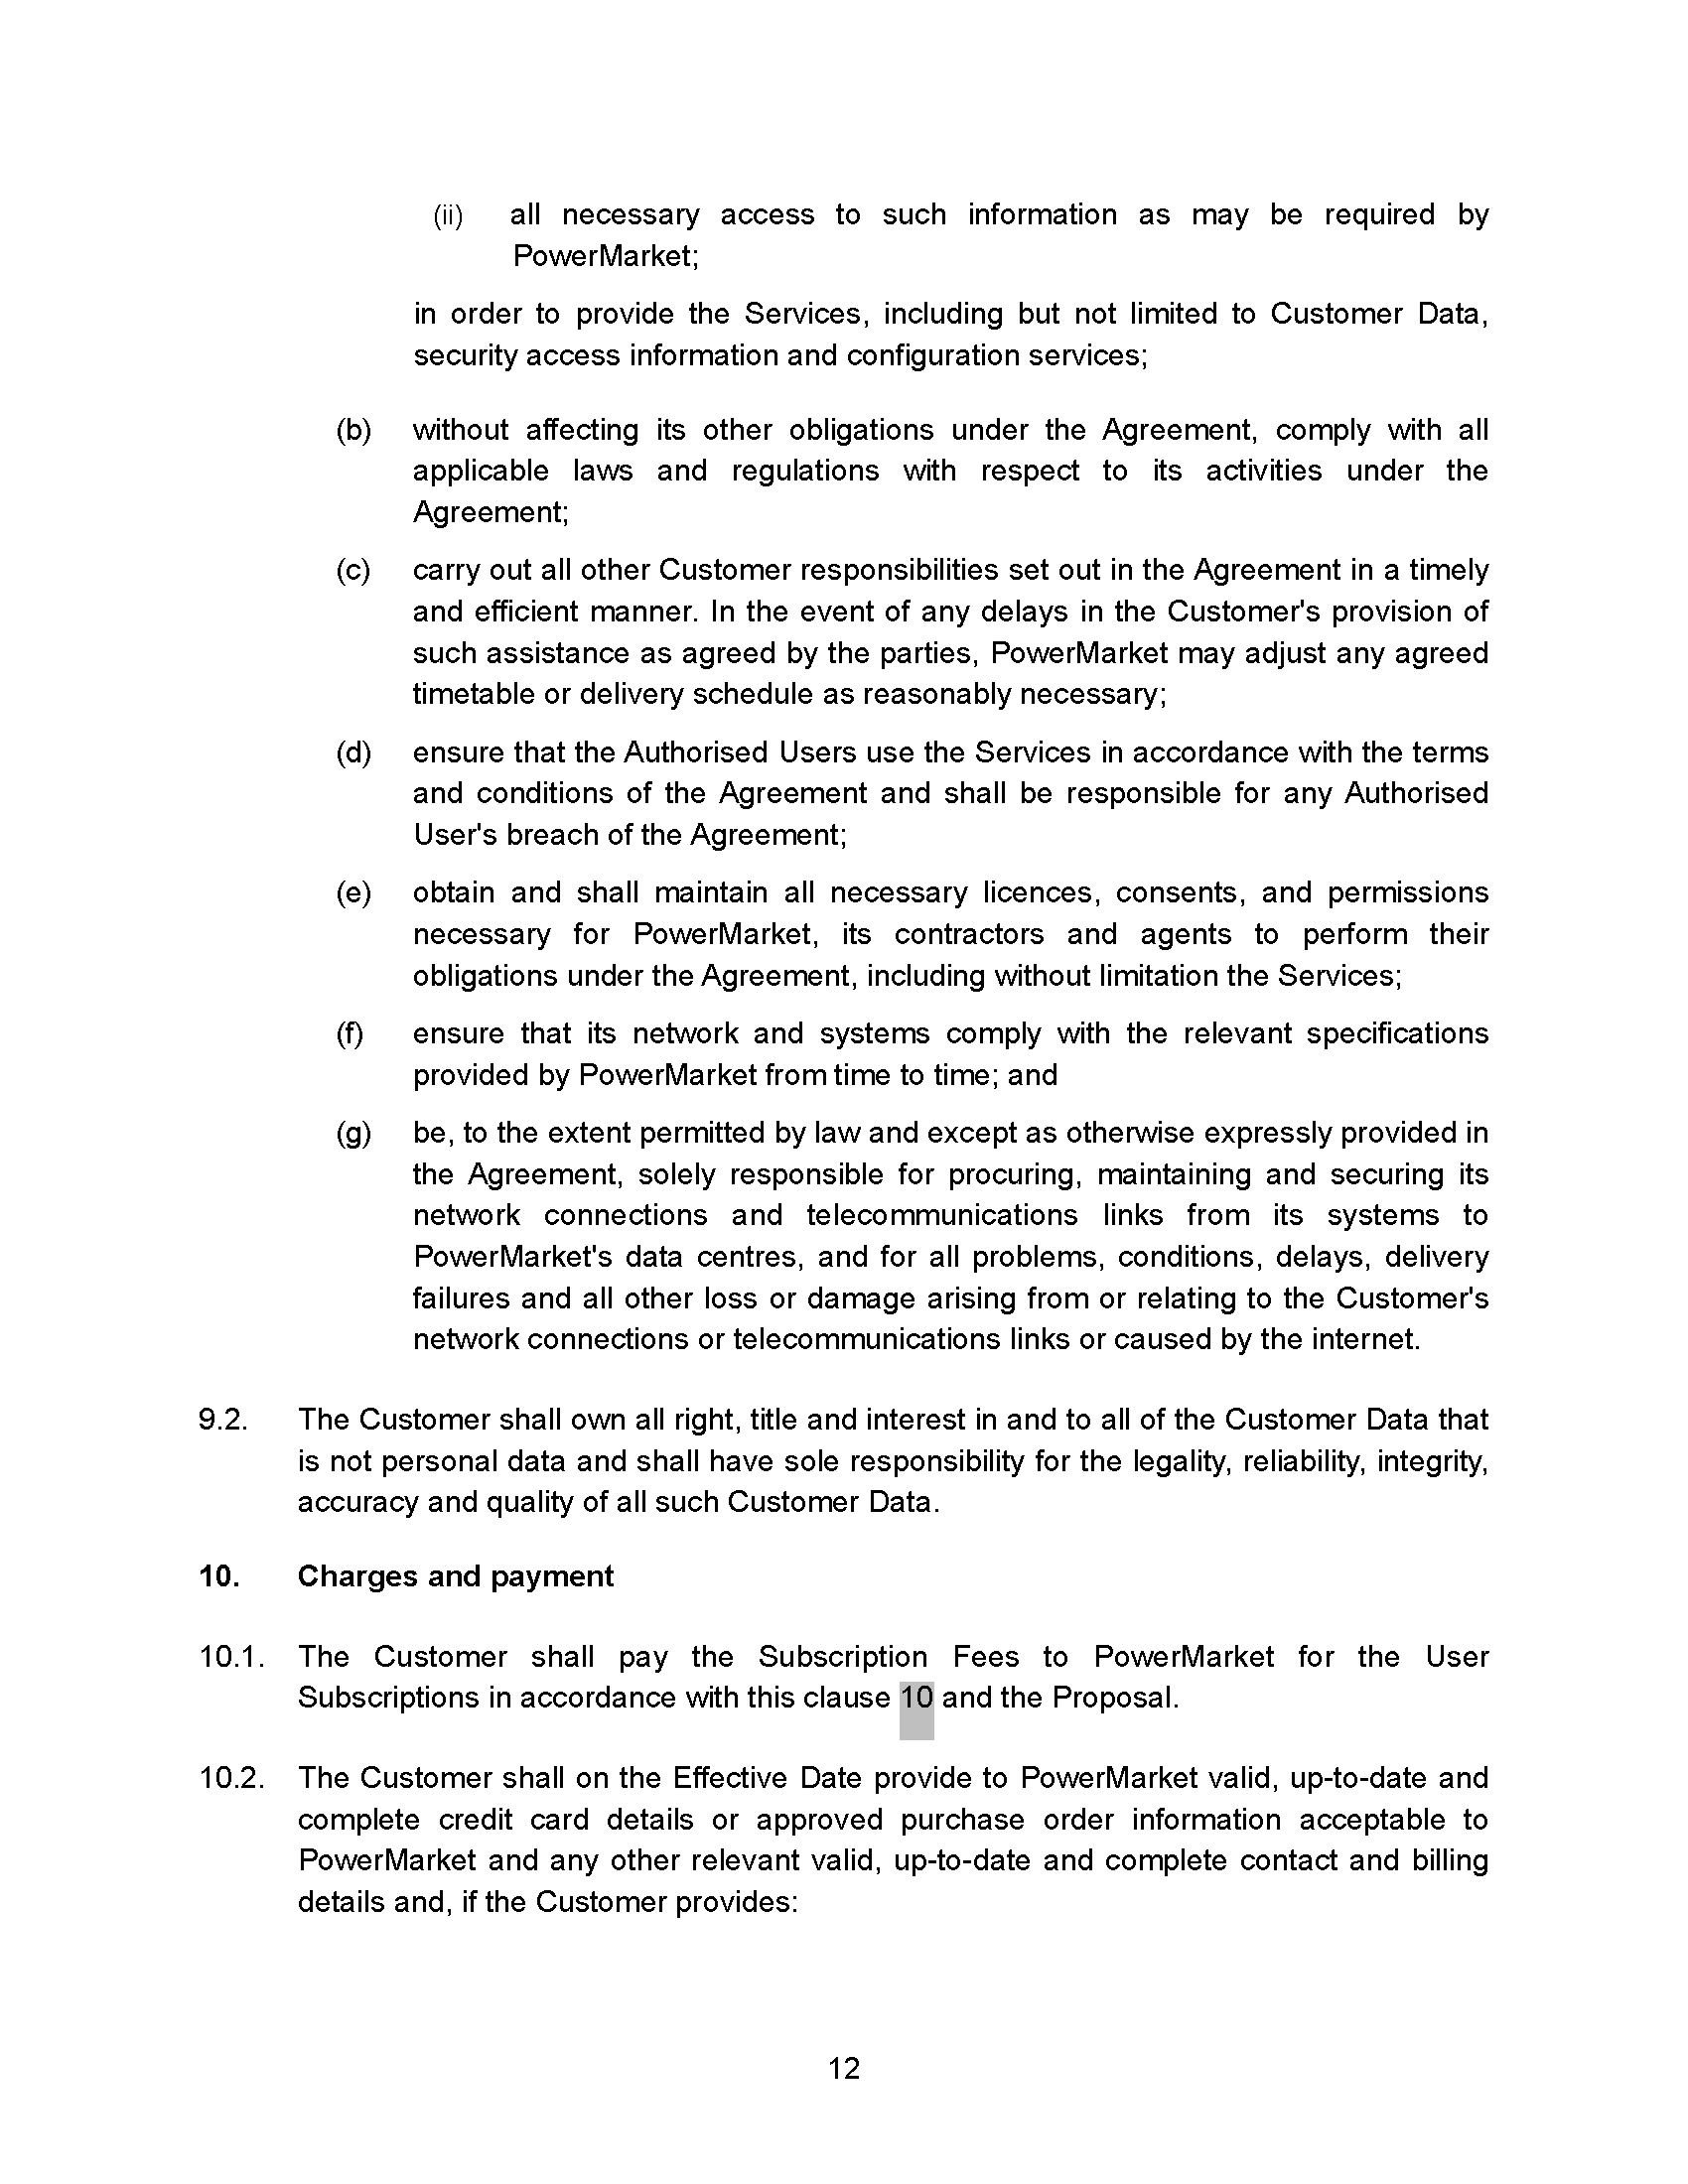 (ii) all necessary access to such information as may be required by
PowerMarket;
in order to provide the Services, including but not limited to Customer Data,
security access information and configuration services;
(b) without affecting its other obligations under the Agreement, comply with all
applicable laws and regulations with respect to its activities under the
Agreement;
(c) carry out all other Customer responsibilities set out in the Agreement in a timely
and efficient manner. In the event of any delays in the Customer's provision of
such assistance as agreed by the parties, PowerMarket may adjust any agreed
timetable or delivery schedule as reasonably necessary;
(d) ensure that the Authorised Users use the Services in accordance with the terms
and conditions of the Agreement and shall be responsible for any Authorised
User's breach of the Agreement;
(e) obtain and shall maintain all necessary licences, consents, and permissions
necessary for PowerMarket, its contractors and agents to perform their
obligations under the Agreement, including without limitation the Services;
(f) ensure that its network and systems comply with the relevant specifications
provided by PowerMarket from time to time; and
(g) be, to the extent permitted by law and except as otherwise expressly provided in
the Agreement, solely responsible for procuring, maintaining and securing its
network connections and telecommunications links from its systems to
PowerMarket's data centres, and for all problems, conditions, delays, delivery
failures and all other loss or damage arising from or relating to the Customer's
network connections or telecommunications links or caused by the internet.
9.2. The Customer shall own all right, title and interest in and to all of the Customer Data that
is not personal data and shall have sole responsibility for the legality, reliability, integrity,
accuracy and quality of all such Customer Data.
10. Charges and payment
10.1. The Customer shall pay the Subscription Fees to PowerMarket for the User
Subscriptions in accordance with this clause 10 and the Proposal.
10.2. The Customer shall on the Effective Date provide to PowerMarket valid, up-to-date and
complete credit card details or approved purchase order information acceptable to
PowerMarket and any other relevant valid, up-to-date and complete contact and billing
details and, if the Customer provides:
12